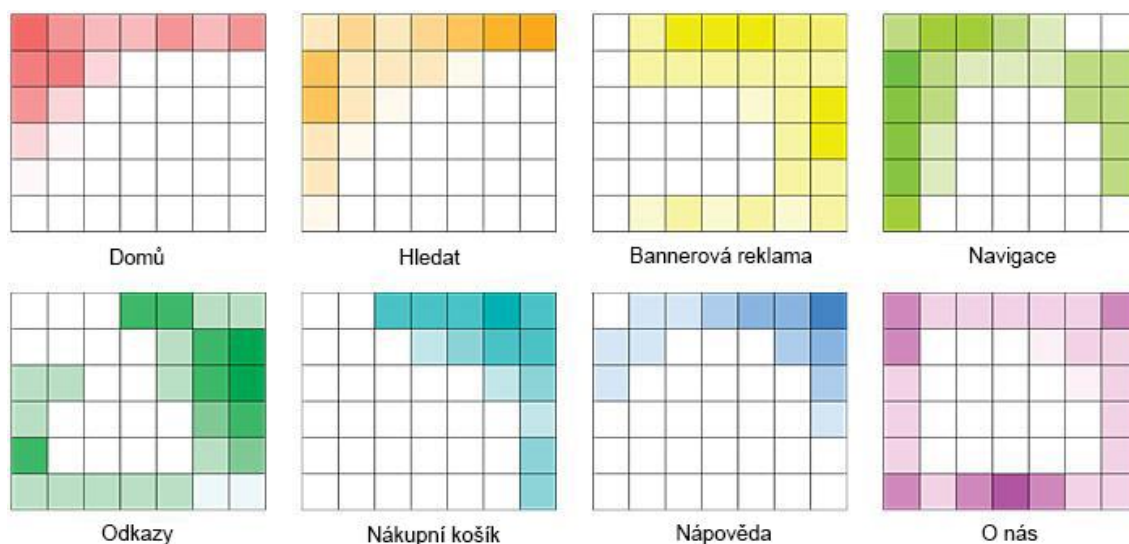 Domů
Hledat
Bannerová reklama
Navigace
Odkazy
Nákupní košík
Nápověda
O nás